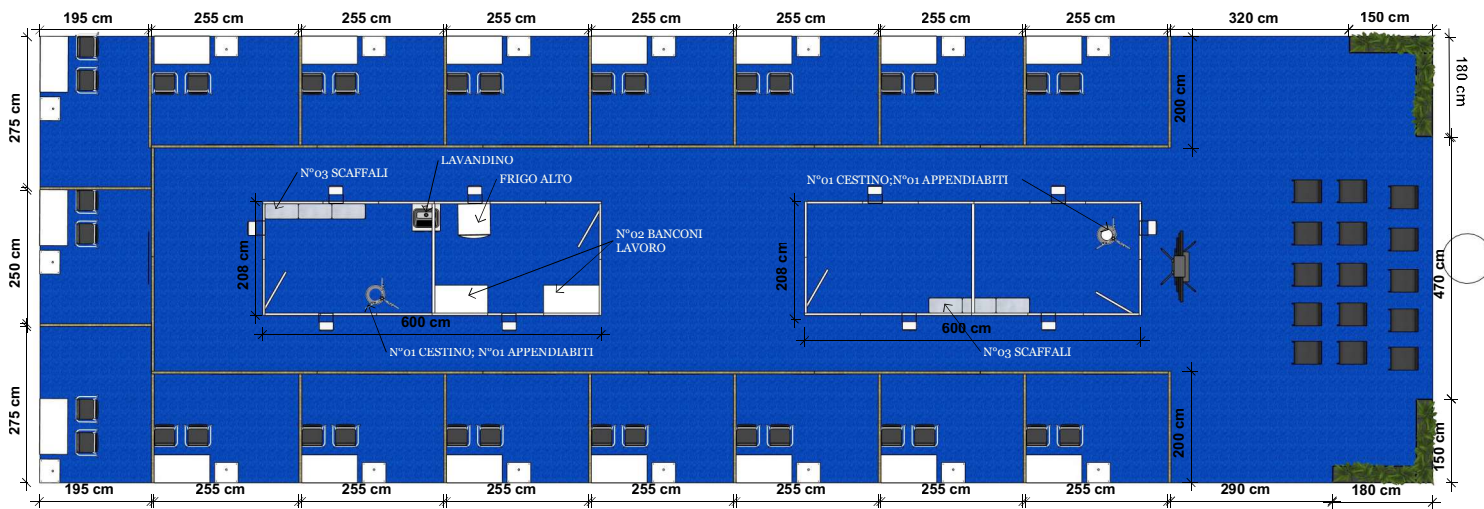 195 cm
255 cm
255 cm
255 cm
255 cm
255 cm
255 cm
255 cm
320 cm
150 cm
180 cm
275 cm
200 cm
LAVANDINO
N°03 SCAFFALI
FRIGO ALTO
N°01 CESTINO;N°01 APPENDIABITI
N°02 BANCONI
LAVORO
250 cm
208 cm
208 cm
470 cm
600 cm
600 cm
N°01 CESTINO; N°01 APPENDIABITI
N°03 SCAFFALI
275 cm
200 cm
150 cm
195 cm
255 cm
255 cm
255 cm
255 cm
255 cm
255 cm
255 cm
290 cm
180 cm